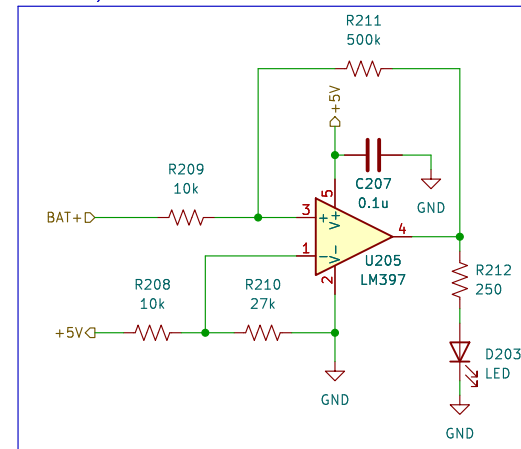 R211
500k
+5V
R209
10k
C207
0.1u
GND
5
V+
BAT+
3
+
4
1
-
V-
2
U205
LM397
R212
250
R208
10k
R210
27k
+5V
D203
LED
GND
GND